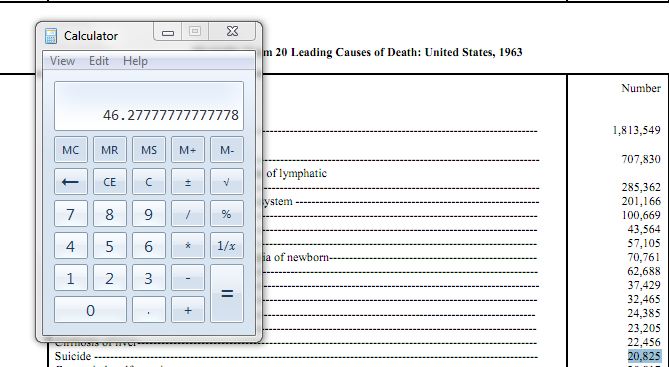 Calculator
m 20 Leading Causes of Death: United States, 1963
View Edit Help
Number
46.27777777777778
1,813,549
MC MR MS M+ M-
707,830
of lymphatic
← CE C ± √
285,362
ystem
201,166
100,669
7 8 9 / %
43,564
57,105
4 5 6 * 1/x
ia of newborn
70,761
62,688
1 2 3 - =
37,429
32,465
0 . +
24,385
23,205
22,456
Suicide 20,825